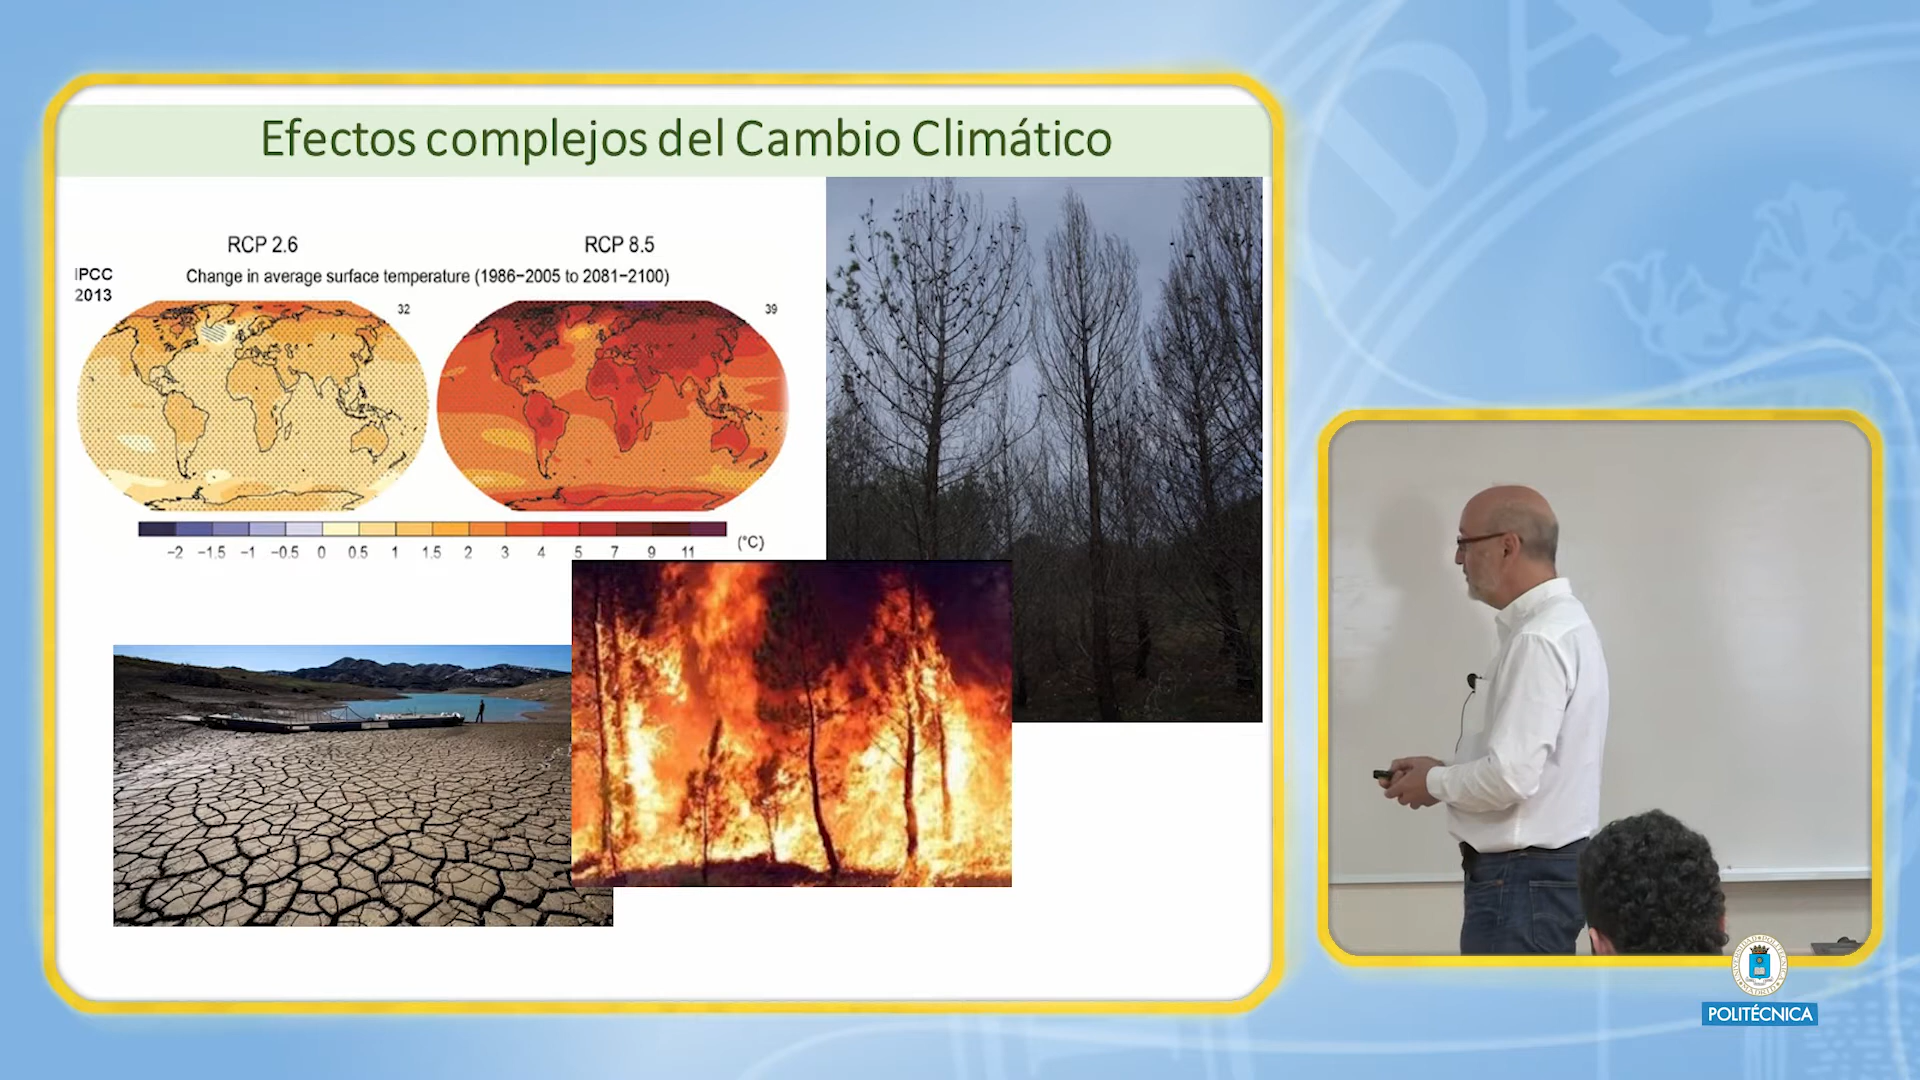 Efectos complejos del Cambio Climático
RCP 2.6 RCP 8.5
IPCC
2013
Change in average surface temperature (1986−2005 to 2081−2100)
32 39
−2 −1.5 −1 −0.5 0 0.5 1 1.5 2 3 4 5 7 9 11 (°C)
POLITÉCNICA